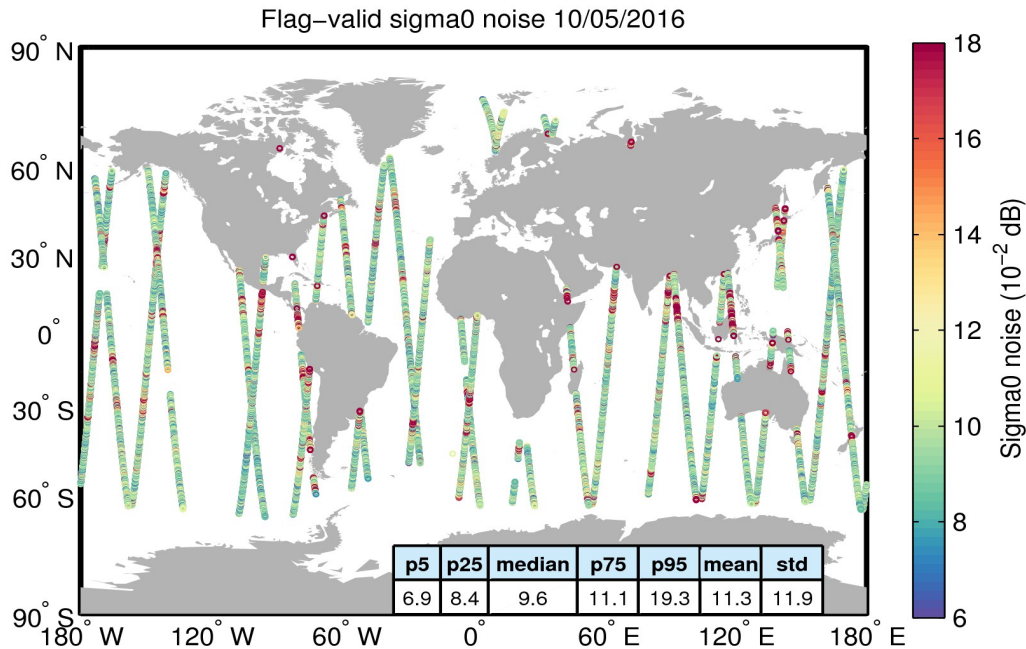 Flag−valid sigma0 noise 10/05/2016
90° N
60° N
30° N
0°
30° S
60° S
90° S
180° W 120° W 60° W 0° 60° E 120° E 180° E
p5 p25 median p75 p95 mean std
6.9 8.4 9.6 11.1 19.3 11.3 11.9
18
16
14
12
10
8
6
Sigma0 noise (10⁻² dB)